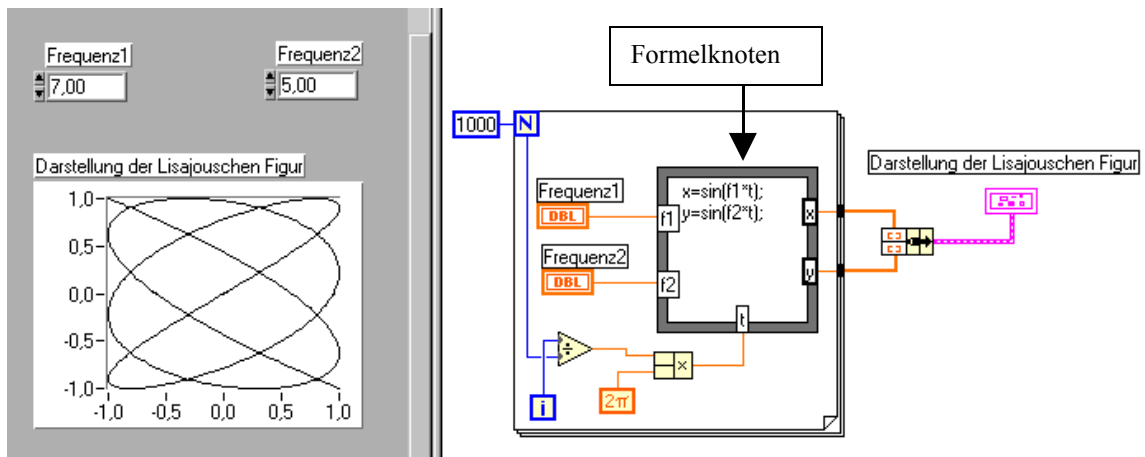 Frequenz1
Frequenz2
7,00
5,00
Darstellung der Lisajouschen Figur
1,0
0,5
0,0
-0,5
-1,0
-1,0
-0,5
0,0
0,5
1,0
Formelknoten
1000
N
Frequenz1
DBL
f1
x=sin(f1*t);
y=sin(f2*t);
x
Frequenz2
DBL
f2
y
t
÷
x
2π
i
Darstellung der Lisajouschen Figur